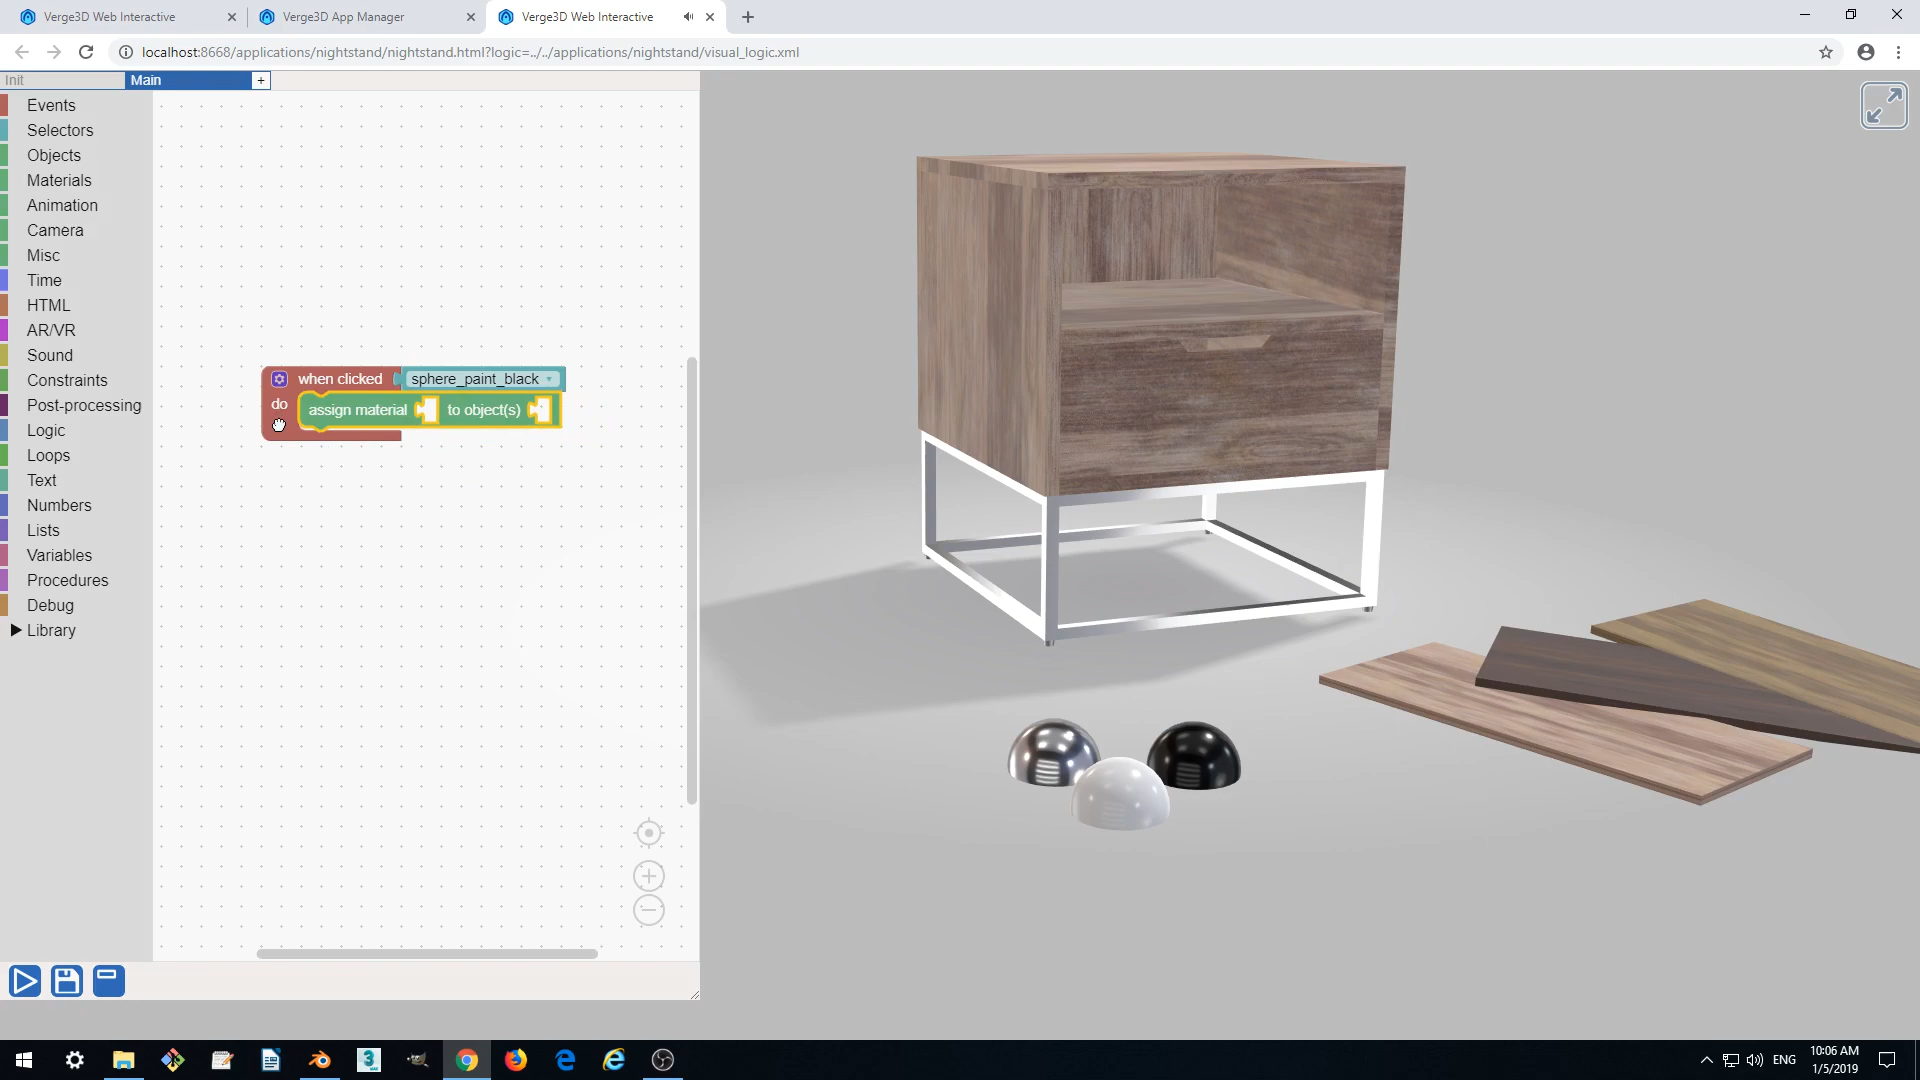 Verge3D Web Interactive
Verge3D App Manager
Verge3D Web Interactive
localhost:8668/applications/nightstand/nightstand.html?logic=../../applications/nightstand/visual_logic.xml
Init
Main
+
Events
Selectors
Objects
Materials
Animation
Camera
Misc
Time
HTML
AR/VR
Sound
Constraints
Post-processing
Logic
Loops
Text
Numbers
Lists
Variables
Procedures
Debug
Library
when clicked sphere_paint_black
do
assign material to object(s)
3
ENG
10:06 AM
1/5/2019